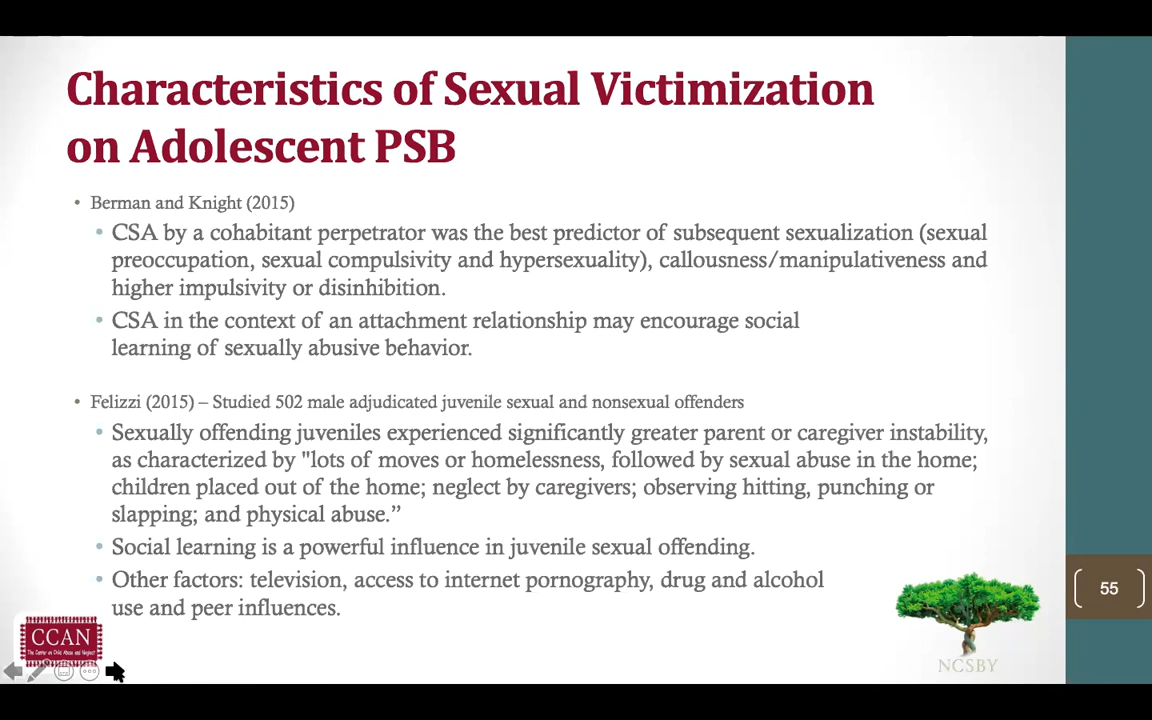 Characteristics of Sexual Victimization
on Adolescent PSB
• Berman and Knight (2015)
• CSA by a cohabitant perpetrator was the best predictor of subsequent sexualization (sexual
preoccupation, sexual compulsivity and hypersexuality), callousness/manipulativeness and
higher impulsivity or disinhibition.
• CSA in the context of an attachment relationship may encourage social
learning of sexually abusive behavior.
• Felizzi (2015) – Studied 502 male adjudicated juvenile sexual and nonsexual offenders
• Sexually offending juveniles experienced significantly greater parent or caregiver instability,
as characterized by "lots of moves or homelessness, followed by sexual abuse in the home;
children placed out of the home; neglect by caregivers; observing hitting, punching or
slapping; and physical abuse.”
• Social learning is a powerful influence in juvenile sexual offending.
• Other factors: television, access to internet pornography, drug and alcohol
use and peer influences.
55
CCAN
The Center on Child Abuse and Neglect
NCSBY